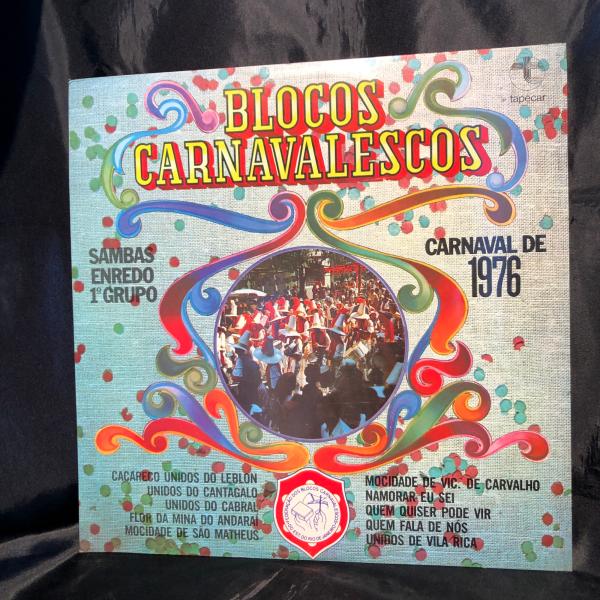 BLOCOS
CARNAVALESCOS
tapecar
SAMBAS
ENREDO
1º GRUPO
CARNAVAL DE
1976
CACARECO UNIDOS DO LEBLON
UNIDOS DO CANTAGALO
UNIDOS DO CABRAL
FLOR DA MINA DO ANDARAÍ
MOCIDADE DE SÃO MATHEUS
MOCIDADE DE VIC. DE CARVALHO
NAMORAR EU SEI
QUEM QUISER PODE VIR
QUEM FALA DE NÓS
UNIDOS DE VILA RICA